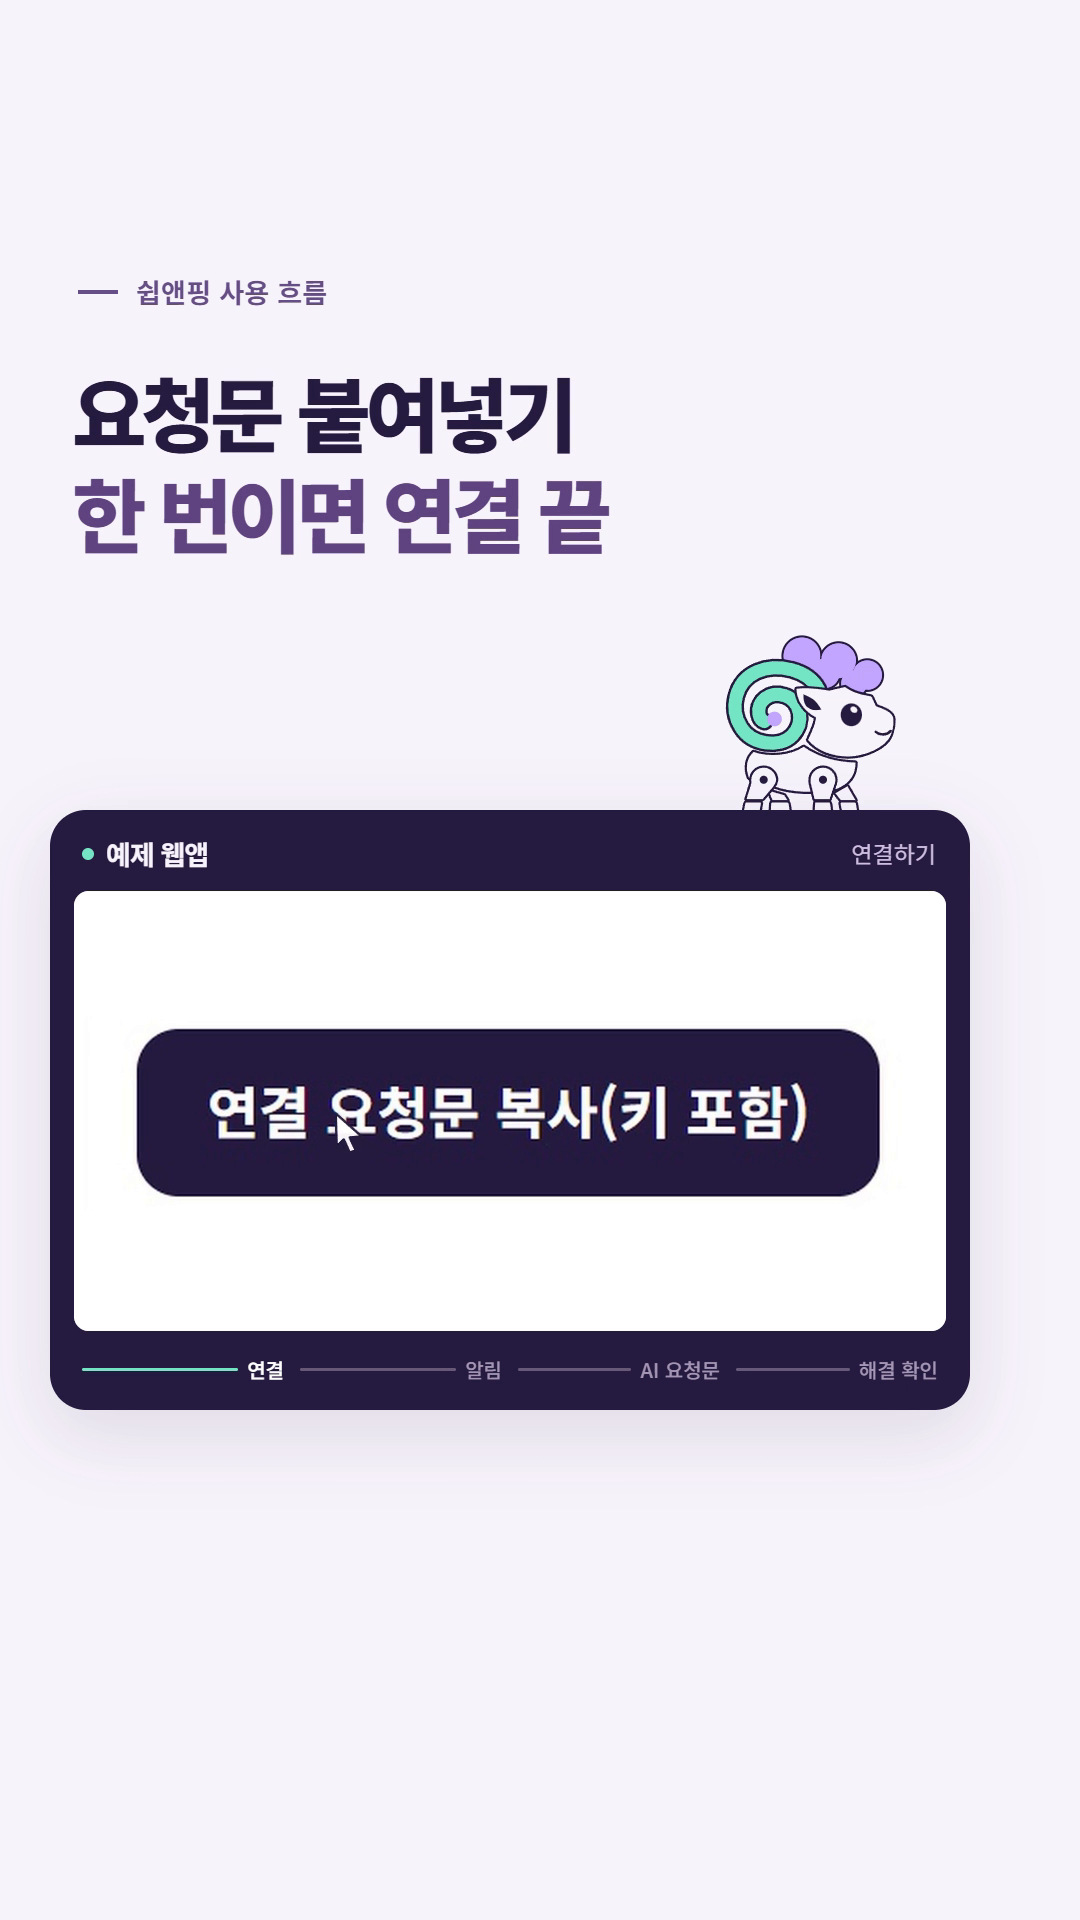 쉽앤핑 사용 흐름
요청문 붙여넣기
한 번이면 연결 끝
예제 웹앱
연결하기
연결 요청문 복사(키 포함)
연결
알림
AI 요청문
해결 확인